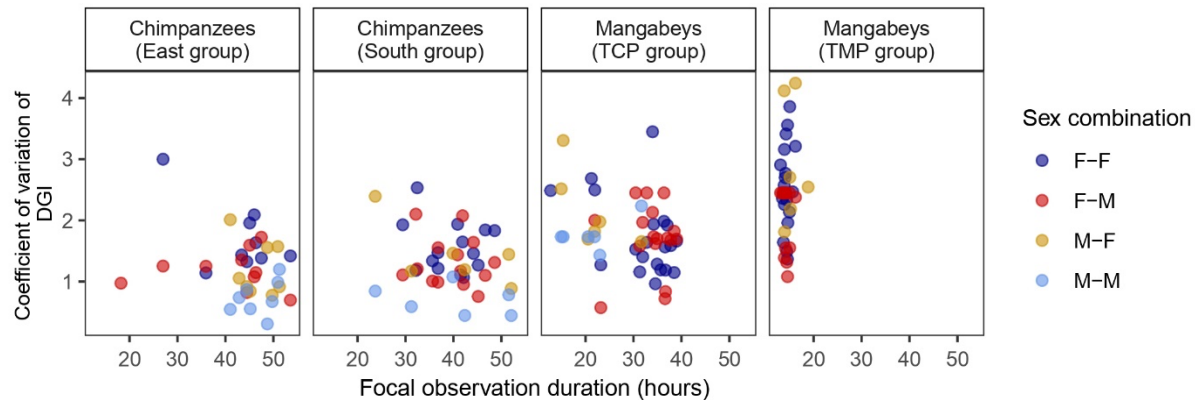 Chimpanzees
(East group)
Chimpanzees
(South group)
Mangabeys
(TCP group)
Mangabeys
(TMP group)
Coefficient of variation of
DGI
4
3
2
1
20 30 40 50
20 30 40 50
20 30 40 50
20 30 40 50
Focal observation duration (hours)
Sex combination
F−F
F−M
M−F
M−M